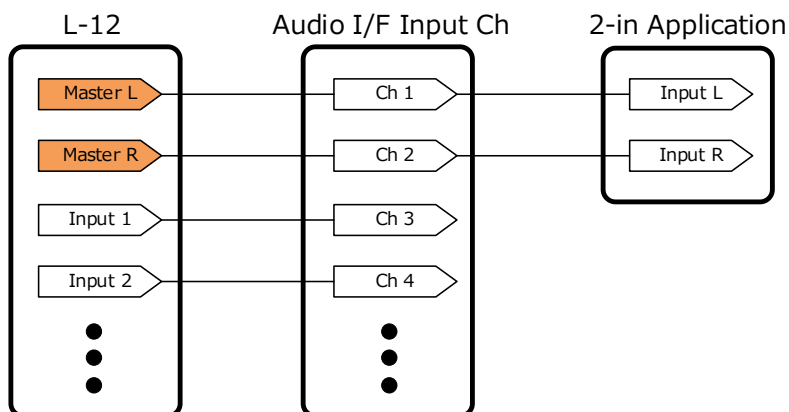 L-12
Audio I/F Input Ch
2-in Application
Master L
Ch 1
Input L
Master R
Ch 2
Input R
Input 1
Ch 3
Input 2
Ch 4